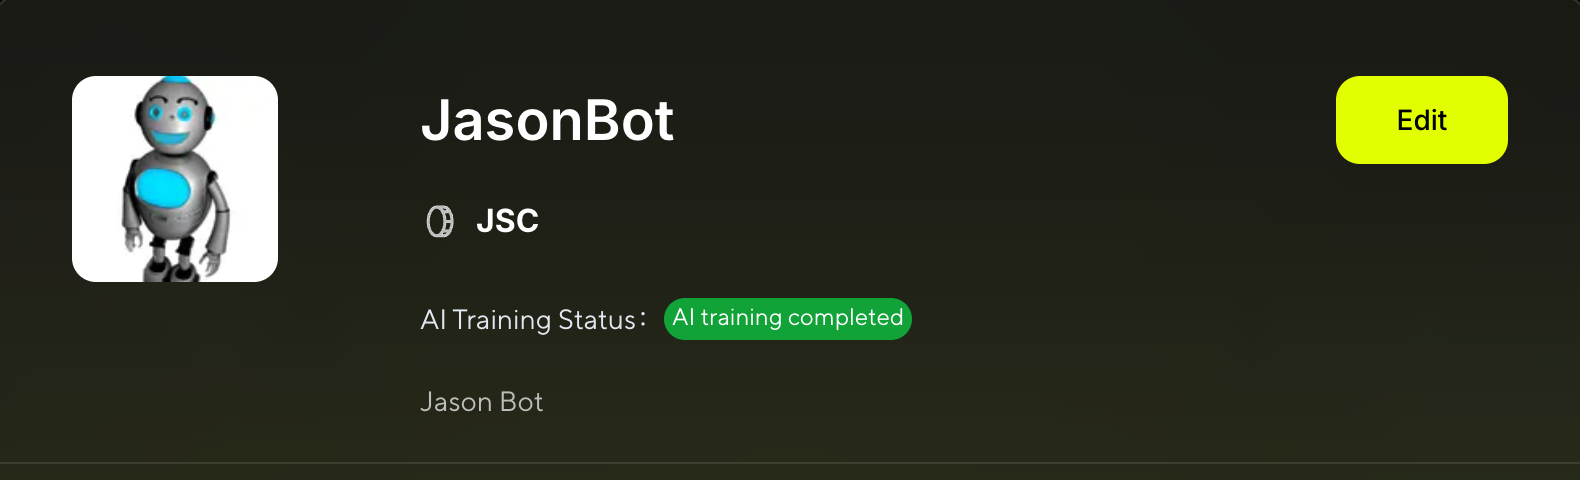 JasonBot
Edit
JSC
AI Training Status: AI training completed
Jason Bot